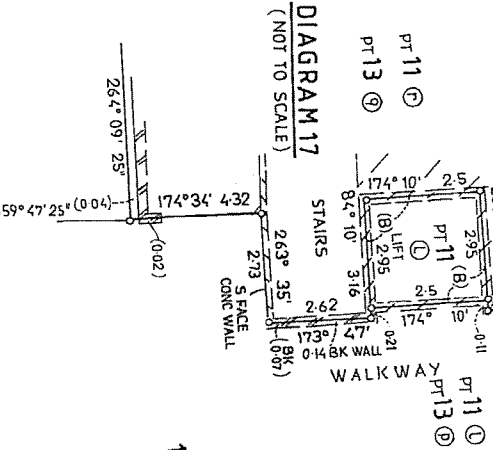 DIAGRAM 17
(NOT TO SCALE)
PT 11 r
PT 13 q
264° 09' 25"
59° 47' 25" (0·04)
174° 34' 4·32
(0·02)
STAIRS
263° 35'
2·73
S FACE
CONC WALL
2·62
173° 47'
BK
(0·07)
0·14 BK WALL
84° 10'
3·16
174° 10'
2·5
(B)
2·95
LIFT
PT 11
L
2·95
(B)
2·5
174° 10'
0·21
0·11
WALKWAY
PT 11 l
PT 13 p
1